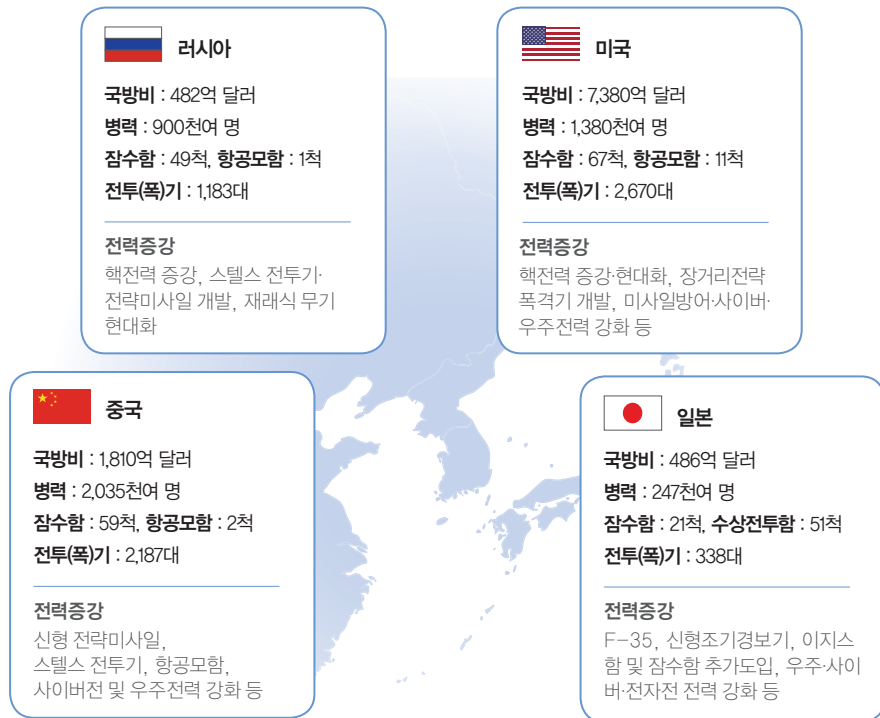 러시아
국방비 : 482억 달러
병력 : 900천여 명
잠수함 : 49척, 항공모함 : 1척
전투(폭)기 : 1,183대
전력증강
핵전력 증강, 스텔스 전투기·
전략미사일 개발, 재래식 무기
현대화
미국
국방비 : 7,380억 달러
병력 : 1,380천여 명
잠수함 : 67척, 항공모함 : 11척
전투(폭)기 : 2,670대
전력증강
핵전력 증강·현대화, 장거리전략
폭격기 개발, 미사일방어·사이버·
우주전력 강화 등
중국
국방비 : 1,810억 달러
병력 : 2,035천여 명
잠수함 : 59척, 항공모함 : 2척
전투(폭)기 : 2,187대
전력증강
신형 전략미사일,
스텔스 전투기, 항공모함,
사이버전 및 우주전력 강화 등
일본
국방비 : 486억 달러
병력 : 247천여 명
잠수함 : 21척, 수상전투함 : 51척
전투(폭)기 : 338대
전력증강
F-35, 신형조기경보기, 이지스
함 및 잠수함 추가도입, 우주·사이
버·전자전 전력 강화 등